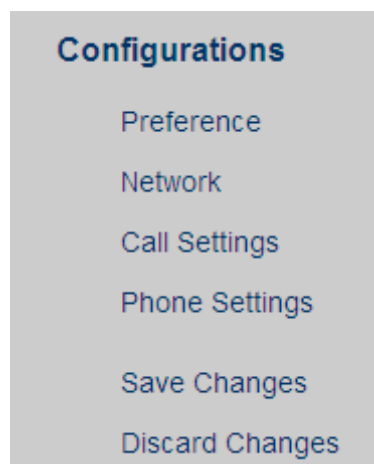 Configurations
Preference
Network
Call Settings
Phone Settings
Save Changes
Discard Changes